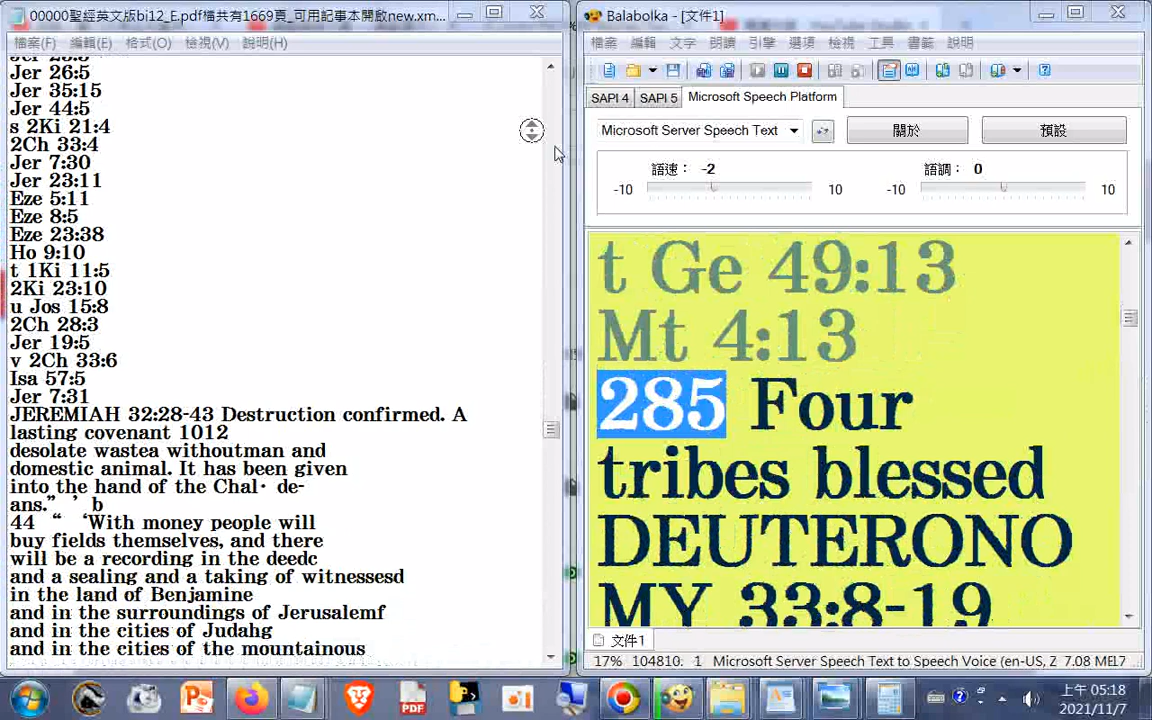 00000聖經英文版bi12_E.pdf檔共有1669頁_可用記事本開啟new.xm...
檔案(F) 編輯(E) 格式(O) 檢視(V) 說明(H)
Jer 26:5
Jer 35:15
Jer 44:5
s 2Ki 21:4
2Ch 33:4
Jer 7:30
Jer 23:11
Eze 5:11
Eze 8:5
Eze 23:38
Ho 9:10
t 1Ki 11:5
2Ki 23:10
u Jos 15:8
2Ch 28:3
Jer 19:5
v 2Ch 33:6
Isa 57:5
Jer 7:31
JEREMIAH 32:28-43 Destruction confirmed. A
lasting covenant 1012
desolate wastea withoutman and
domestic animal. It has been given
into the hand of the Chal· de-
ans.” ’ b
44 “ ‘With money people will
buy fields themselves, and there
will be a recording in the deedc
and a sealing and a taking of witnessesd
in the land of Benjamine
and in the surroundings of Jerusalemf
and in the cities of Judahg
and in the cities of the mountainous
Balabolka - [文件1]
檔案 編輯 文字 朗讀 引擎 選項 檢視 工具 書籤 說明
SAPI 4 SAPI 5 Microsoft Speech Platform
Microsoft Server Speech Text 關於 預設
語速： -2 語調： 0
-10 10 -10 10
t Ge 49:13
Mt 4:13
285 Four
tribes blessed
DEUTERONO
MY 33:8-19
文件1
17% 104810. 1 Microsoft Server Speech Text to Speech Voice (en-US, Z 7.08 MB
上午 05:18
2021/11/7